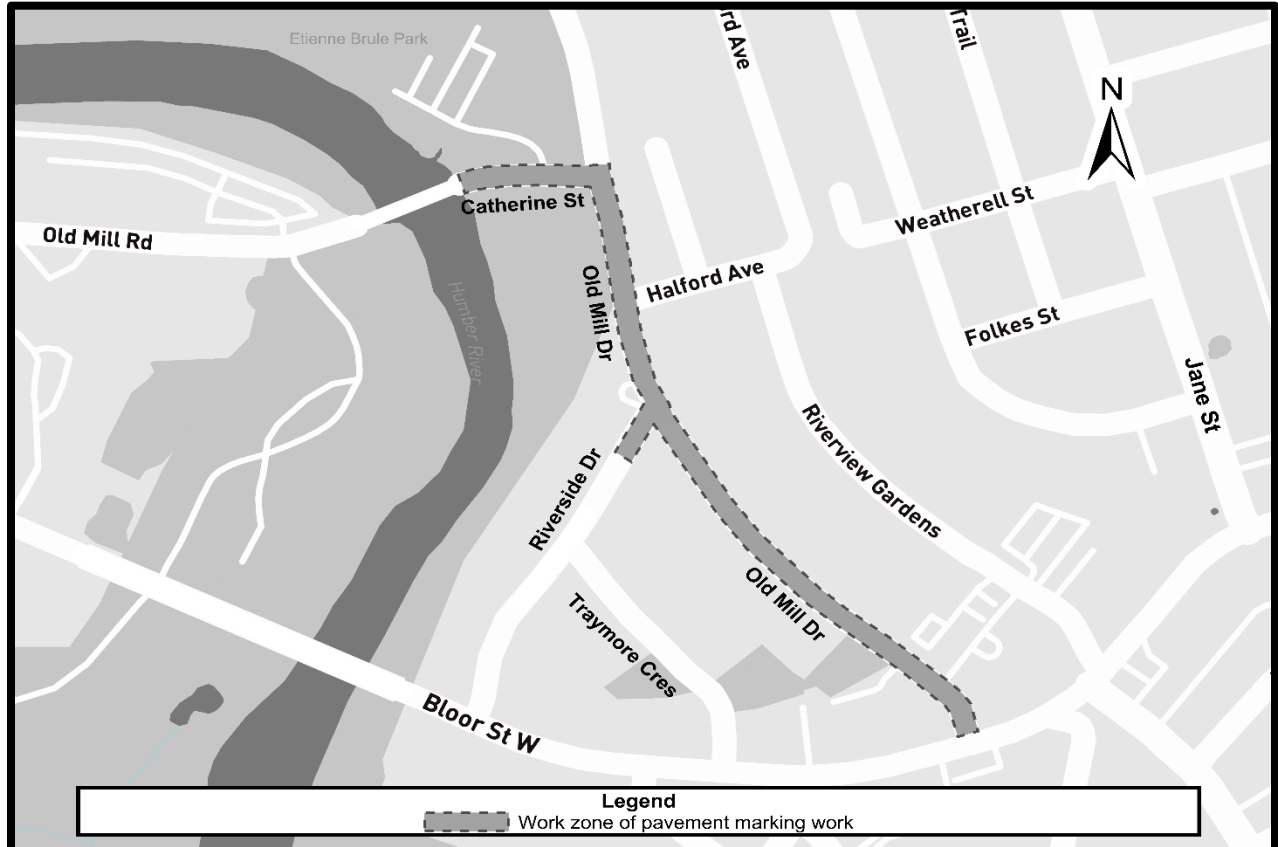 Etienne Brule Park
rd Ave
Trail
N
Catherine St
Weatherell St
Old Mill Rd
Old Mill Dr
Halford Ave
Humber River
Folkes St
Jane St
Riverview Gardens
Riverside Dr
Old Mill Dr
Traymore Cres
Bloor St W
Legend
Work zone of pavement marking work